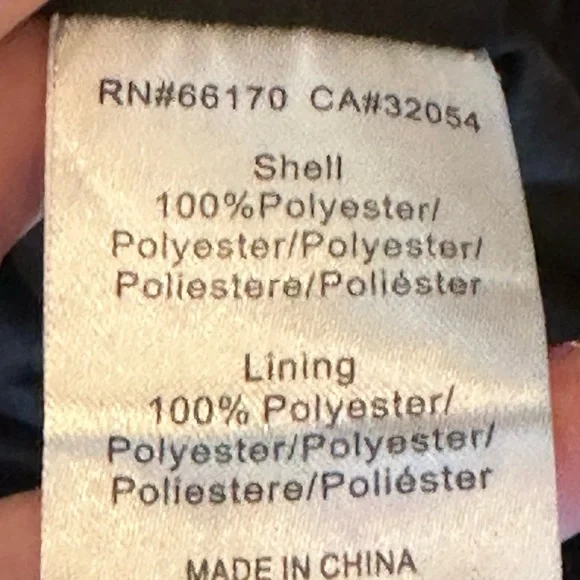 RN#66170 CA#32054
Shell
100%Polyester/
Polyester/Polyester/
Poliestere/Poliéster
Lining
100% Polyester/
Polyester/Polyester/
Poliestere/Poliéster
MADE IN CHINA